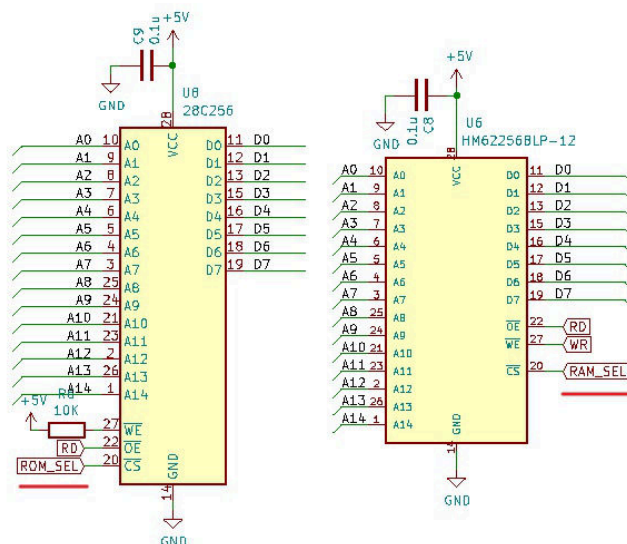 C9
0.1u
+5V
GND
U8
28C256
28
VCC
A0 10 A0 D0 11 D0
A1 9 A1 D1 12 D1
A2 8 A2 D2 13 D2
A3 7 A3 D3 15 D3
A4 6 A4 D4 16 D4
A5 5 A5 D5 17 D5
A6 4 A6 D6 18 D6
A7 3 A7 D7 19 D7
A8 25 A8
A9 24 A9
A10 21 A10
A11 23 A11
A12 2 A12
A13 26 A13
A14 1 A14
+5V
10K
27 WE
RD 22 OE
ROM_SEL 20 CS
GND
14
GND
+5V
0.1u
C8
GND
U6
HM62256BLP-12
28
VCC
A0 10 A0 D0 11 D0
A1 9 A1 D1 12 D1
A2 8 A2 D2 13 D2
A3 7 A3 D3 15 D3
A4 6 A4 D4 16 D4
A5 5 A5 D5 17 D5
A6 4 A6 D6 18 D6
A7 3 A7 D7 19 D7
A8 25 A8
A9 24 A9 OE 22 RD
A10 21 A10 WE 27 WR
A11 23 A11 CS 20 RAM_SEL
A12 2 A12
A13 26 A13
A14 1 A14
GND
14
GND